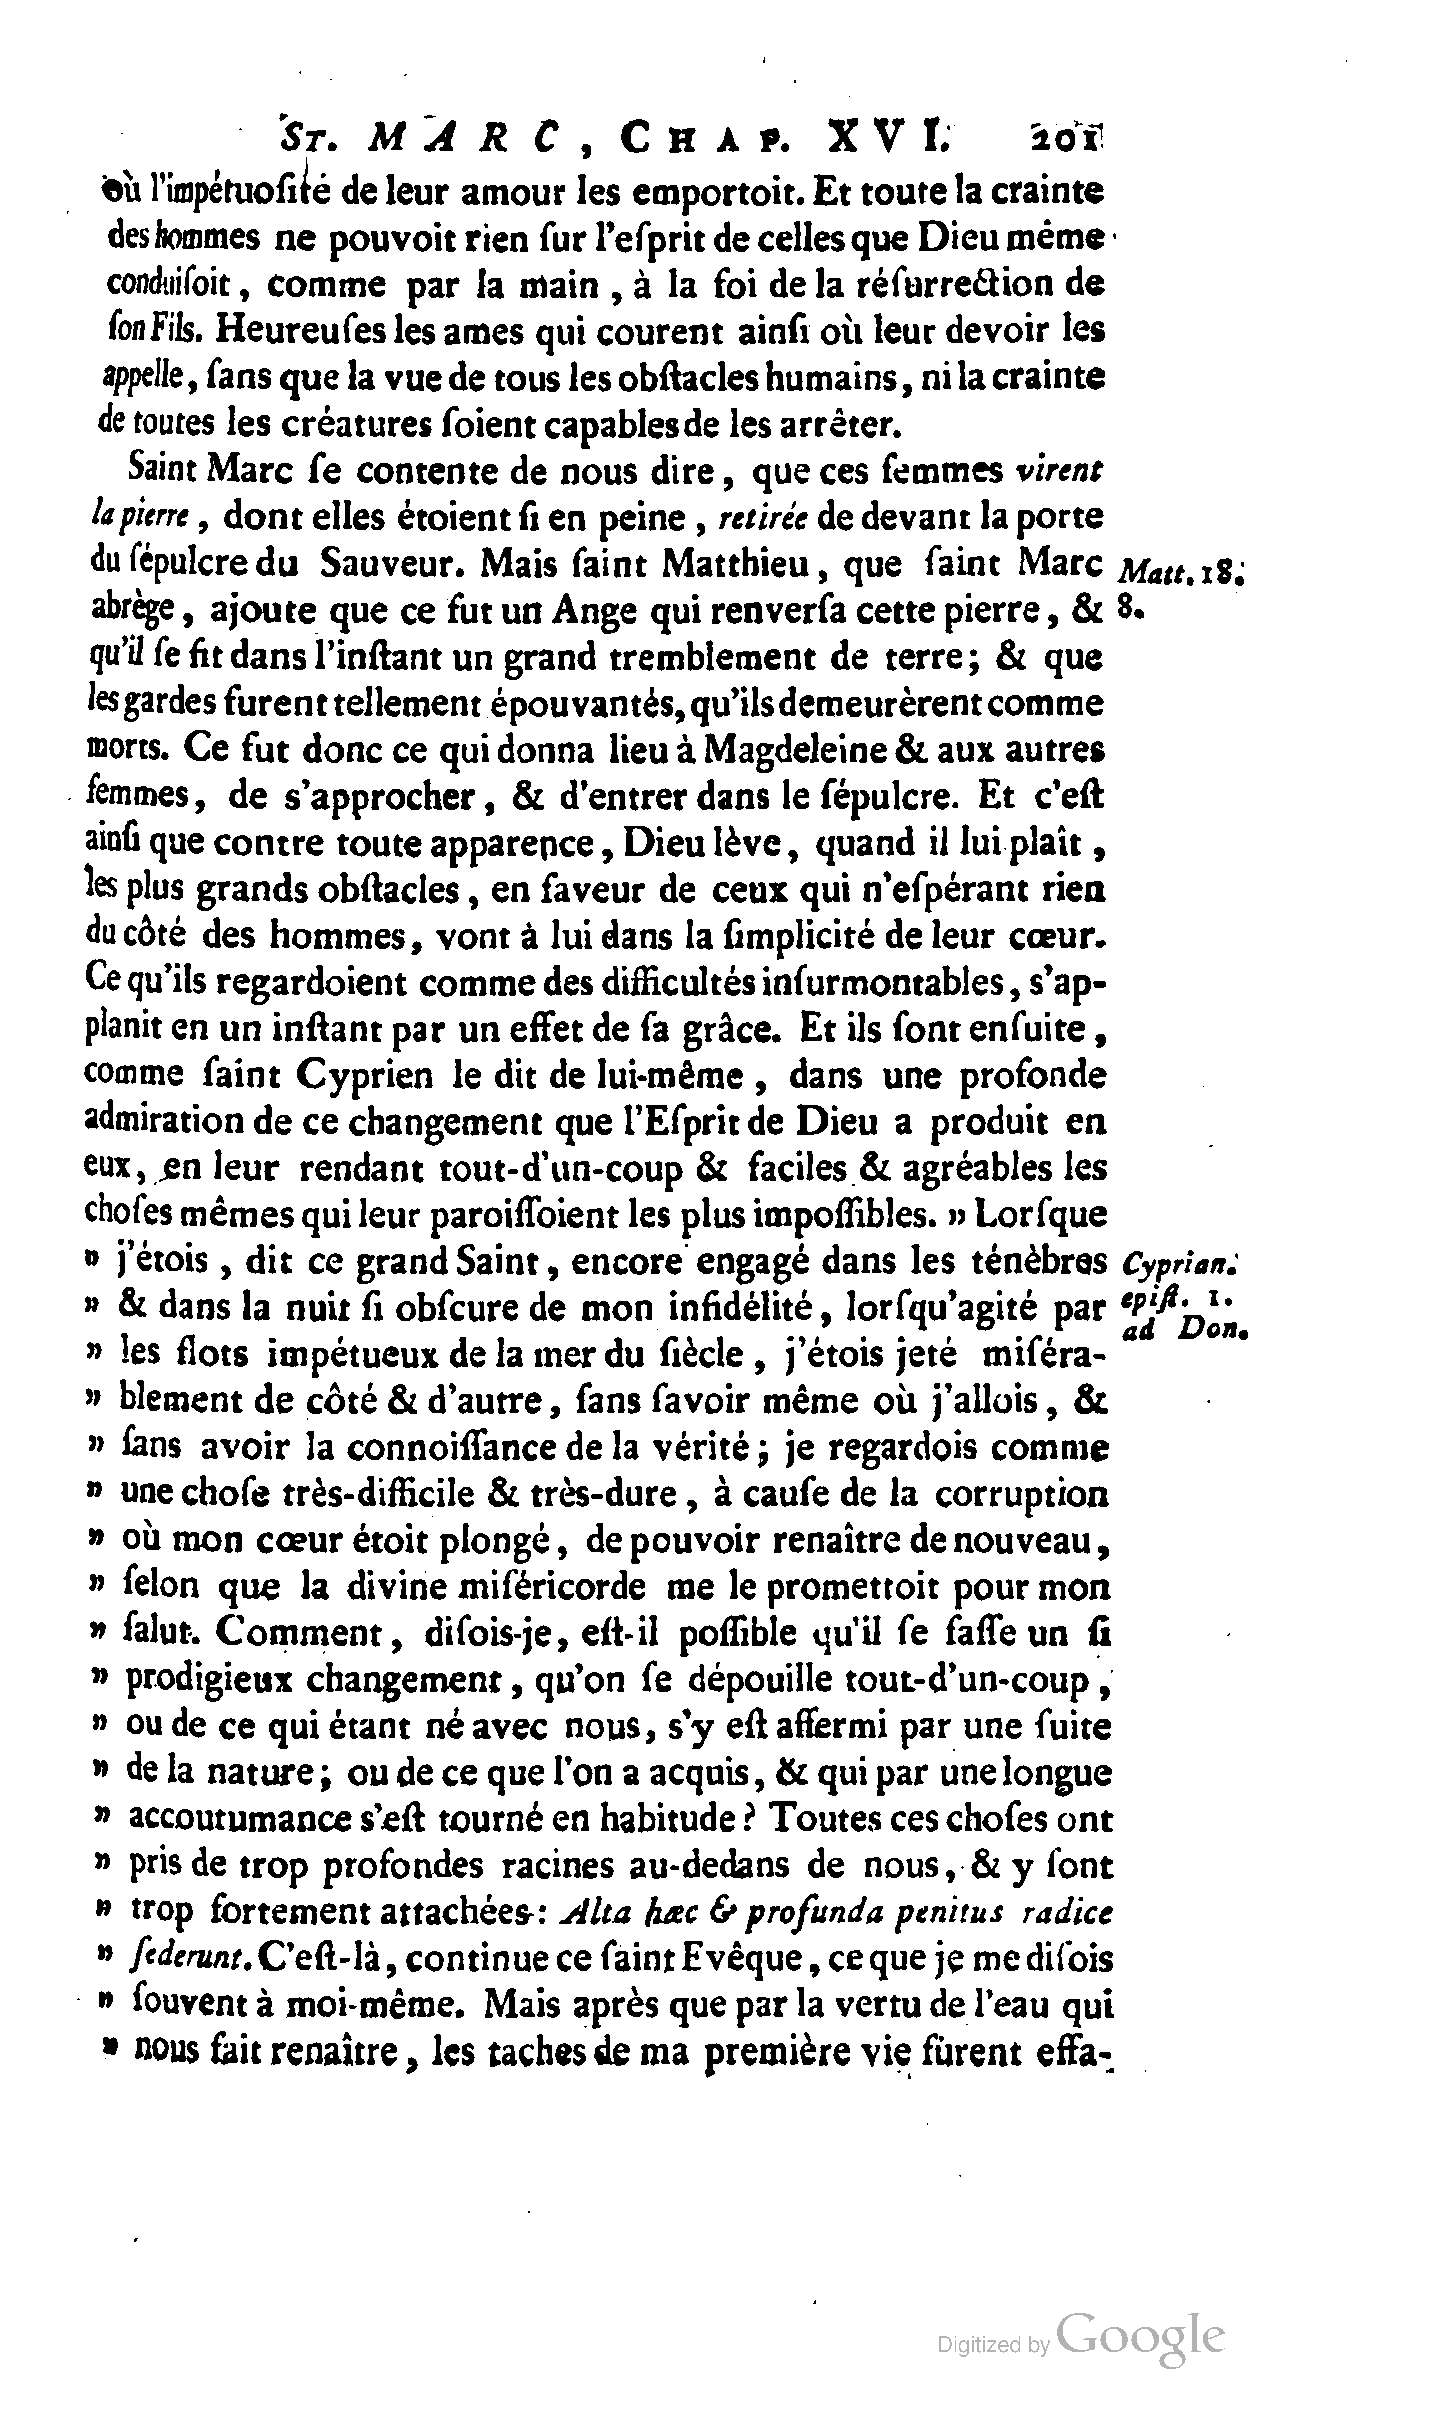 ST. MARC, CHAP. XVI. 201
où l'impétuoſité de leur amour les emportoit. Et toute la crainte
des hommes ne pouvoit rien ſur l'eſprit de celles que Dieu même
conduiſoit, comme par la main, à la foi de la réſurrection de
ſon Fils. Heureuſes les ames qui courent ainſi où leur devoir les
appelle, ſans que la vue de tous les obſtacles humains, ni la crainte
de toutes les créatures ſoient capables de les arrêter.
Saint Marc ſe contente de nous dire, que ces femmes virent
la pierre, dont elles étoient ſi en peine, retirée de devant la porte
du ſépulcre du Sauveur. Mais ſaint Matthieu, que ſaint Marc
Matt. 18.
abrège, ajoute que ce fut un Ange qui renverſa cette pierre, &
8.
qu'il ſe fit dans l'inſtant un grand tremblement de terre; & que
les gardes furent tellement épouvantés, qu'ils demeurèrent comme
morts. Ce fut donc ce qui donna lieu à Magdeleine & aux autres
femmes, de s'approcher, & d'entrer dans le ſépulcre. Et c'eſt
ainſi que contre toute apparence, Dieu lève, quand il lui plaît,
les plus grands obſtacles, en faveur de ceux qui n'eſpérant rien
du côté des hommes, vont à lui dans la ſimplicité de leur cœur.
Ce qu'ils regardoient comme des difficultés inſurmontables, s'ap-
planit en un inſtant par un effet de ſa grâce. Et ils ſont enſuite,
comme ſaint Cyprien le dit de lui-même, dans une profonde
admiration de ce changement que l'Eſprit de Dieu a produit en
eux, en leur rendant tout-d'un-coup & faciles & agréables les
choſes mêmes qui leur paroiſſoient les plus impoſſibles. » Lorſque
» j'étois, dit ce grand Saint, encore engagé dans les ténèbres
Cyprian.
» & dans la nuit ſi obſcure de mon infidélité, lorſqu'agité par
epiſt. 1.
ad Don.
» les flots impétueux de la mer du ſiècle, j'étois jeté miſéra-
» blement de côté & d'autre, ſans ſavoir même où j'allois, &
» ſans avoir la connoiſſance de la vérité; je regardois comme
» une choſe très-difficile & très-dure, à cauſe de la corruption
» où mon cœur étoit plongé, de pouvoir renaître de nouveau,
» ſelon que la divine miſéricorde me le promettoit pour mon
» ſalut. Comment, diſois-je, eſt-il poſſible qu'il ſe faſſe un ſi
» prodigieux changement, qu'on ſe dépouille tout-d'un-coup,
» ou de ce qui étant né avec nous, s'y eſt affermi par une ſuite
» de la nature; ou de ce que l'on a acquis, & qui par une longue
» accoutumance s'eſt tourné en habitude? Toutes ces choſes ont
» pris de trop profondes racines au-dedans de nous, & y ſont
» trop fortement attachées: Alta hæc & profunda penitus radice
» ſederunt. C'eſt-là, continue ce ſaint Evêque, ce que je me diſois
» ſouvent à moi-même. Mais après que par la vertu de l'eau qui
» nous fait renaître, les taches de ma première vie furent effa-
Digitized by Google